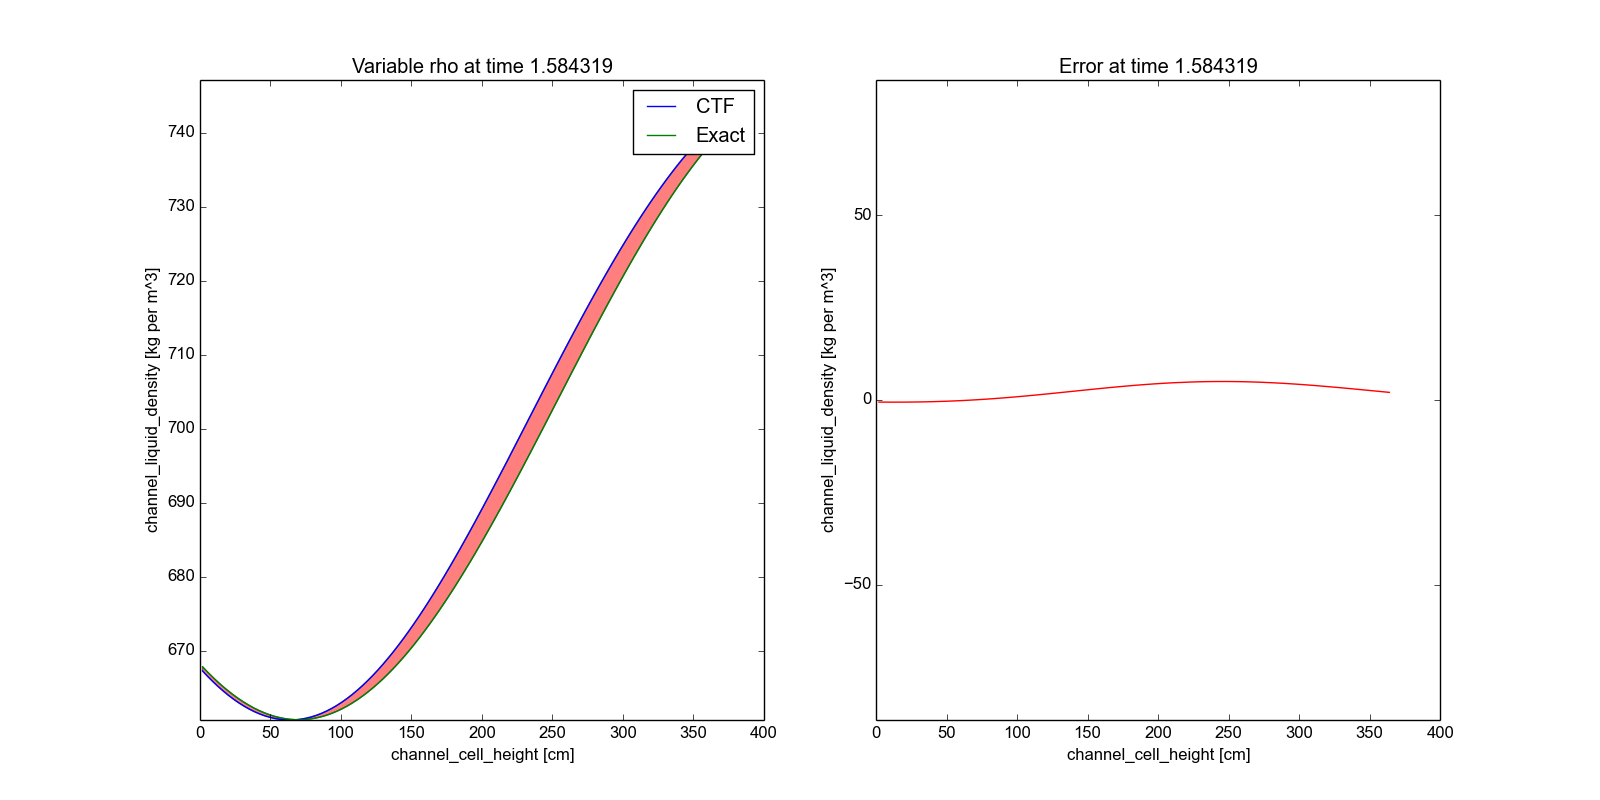 Variable rho at time 1.584319
CTF
Exact
740
730
720
710
700
690
680
670
channel_liquid_density [kg per m^3]
0 50 100 150 200 250 300 350 400
channel_cell_height [cm]
Error at time 1.584319
50
0
−50
channel_liquid_density [kg per m^3]
0 50 100 150 200 250 300 350 400
channel_cell_height [cm]